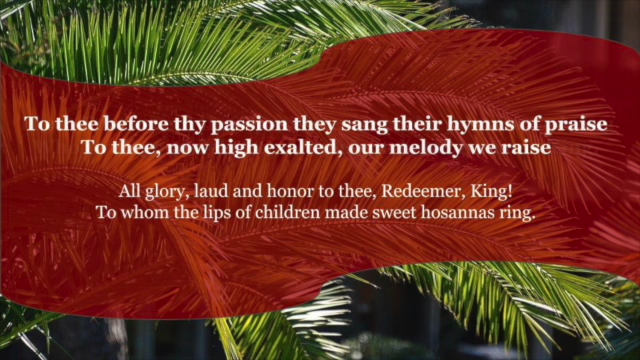 To thee before thy passion they sang their hymns of praise
To thee, now high exalted, our melody we raise
All glory, laud and honor to thee, Redeemer, King!
To whom the lips of children made sweet hosannas ring.